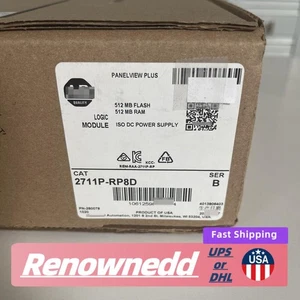 PANELVIEW PLUS
512 MB FLASH
512 MB RAM
LOGIC
MODULE
ISO DC POWER SUPPLY
KCC-
CAT
2711P-RP8D
SER
B
PRODUCT OF USA
Fast Shipping
Renownedd
UPS
or
DHL